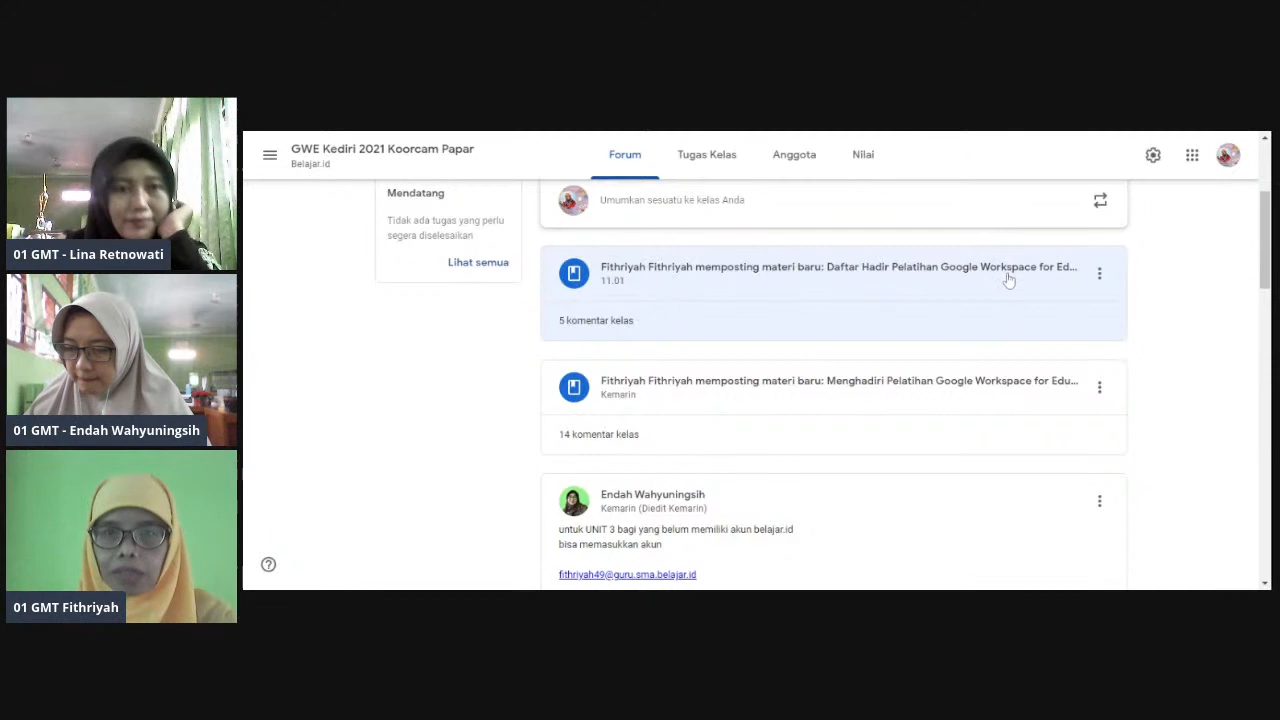 01 GMT - Lina Retnowati
01 GMT - Endah Wahyuningsih
01 GMT Fithriyah
GWE Kediri 2021 Koorcam Papar
Belajar.id
Forum
Tugas Kelas
Anggota
Nilai
Mendatang
Tidak ada tugas yang perlu
segera diselesaikan
Lihat semua
Umumkan sesuatu ke kelas Anda
Fithriyah Fithriyah memposting materi baru: Daftar Hadir Pelatihan Google Workspace for Ed...
11.01
5 komentar kelas
Fithriyah Fithriyah memposting materi baru: Menghadiri Pelatihan Google Workspace for Edu...
Kemarin
14 komentar kelas
Endah Wahyuningsih
Kemarin (Diedit Kemarin)
untuk UNIT 3 bagi yang belum memiliki akun belajar.id
bisa memasukkan akun
fithriyah49@guru.sma.belajar.id